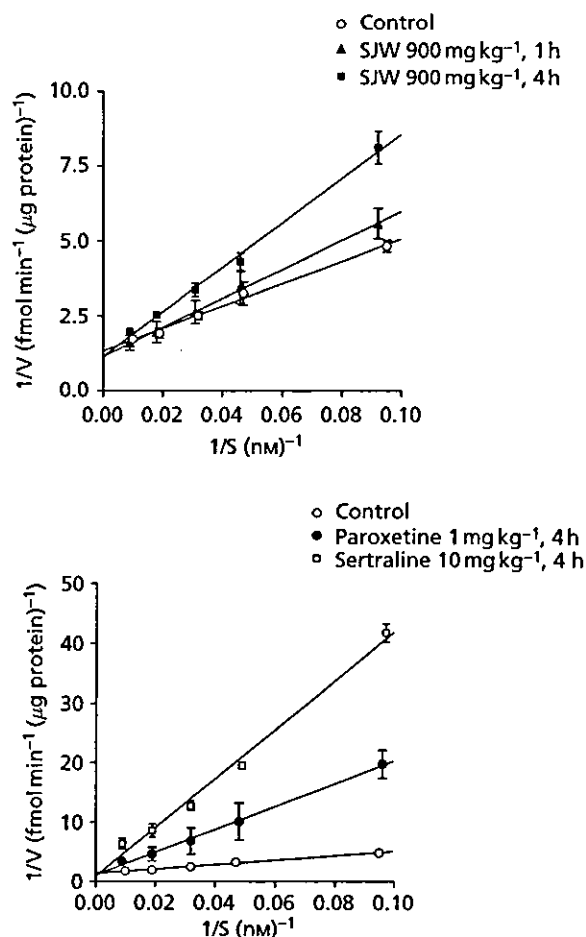 ○ Control
▲ SJW 900 mg kg⁻¹, 1 h
■ SJW 900 mg kg⁻¹, 4 h
10.0
7.5
5.0
2.5
0.0
1/V (fmol min⁻¹ (μg protein)⁻¹
0.00 0.02 0.04 0.06 0.08 0.10
1/S (nM)⁻¹
○ Control
● Paroxetine 1 mg kg⁻¹, 4 h
□ Sertraline 10 mg kg⁻¹, 4 h
50
40
30
20
10
0
1/V (fmol min⁻¹ (μg protein)⁻¹
0.00 0.02 0.04 0.06 0.08 0.10
1/S (nM)⁻¹